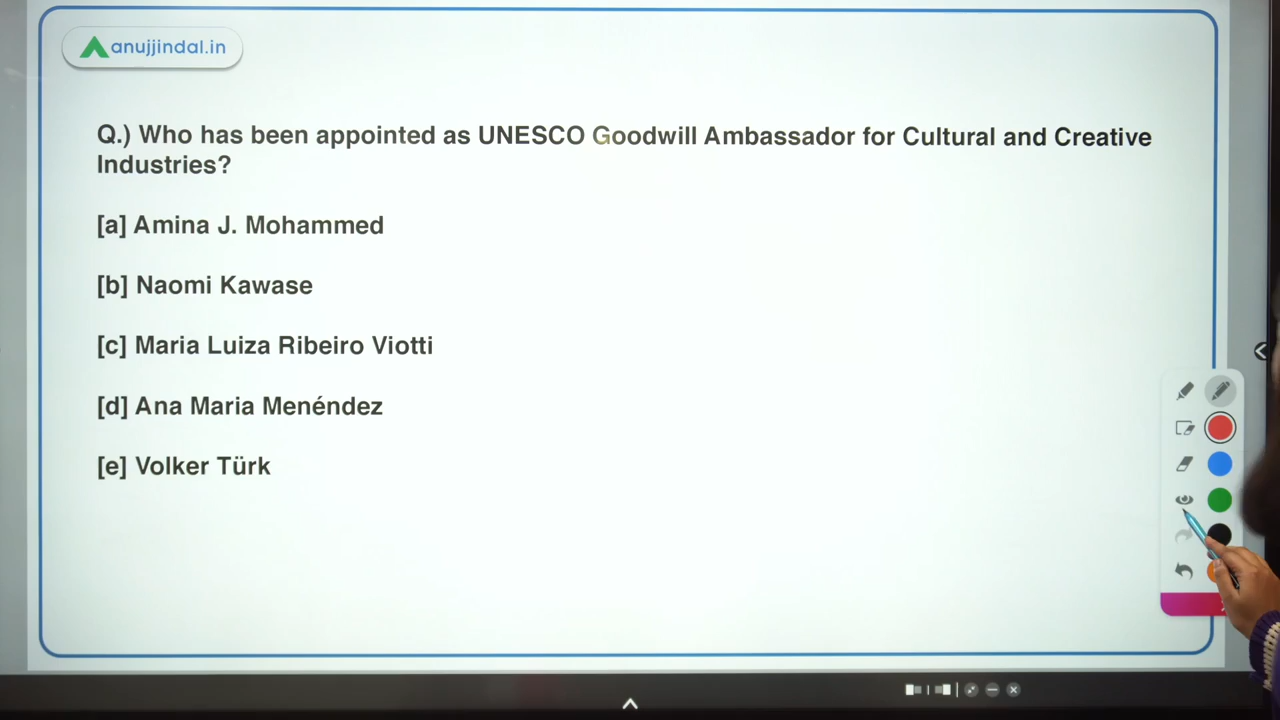 anujjindal.in
Q.) Who has been appointed as UNESCO Goodwill Ambassador for Cultural and Creative
Industries?
[a] Amina J. Mohammed
[b] Naomi Kawase
[c] Maria Luiza Ribeiro Viotti
[d] Ana Maria Menéndez
[e] Volker Türk